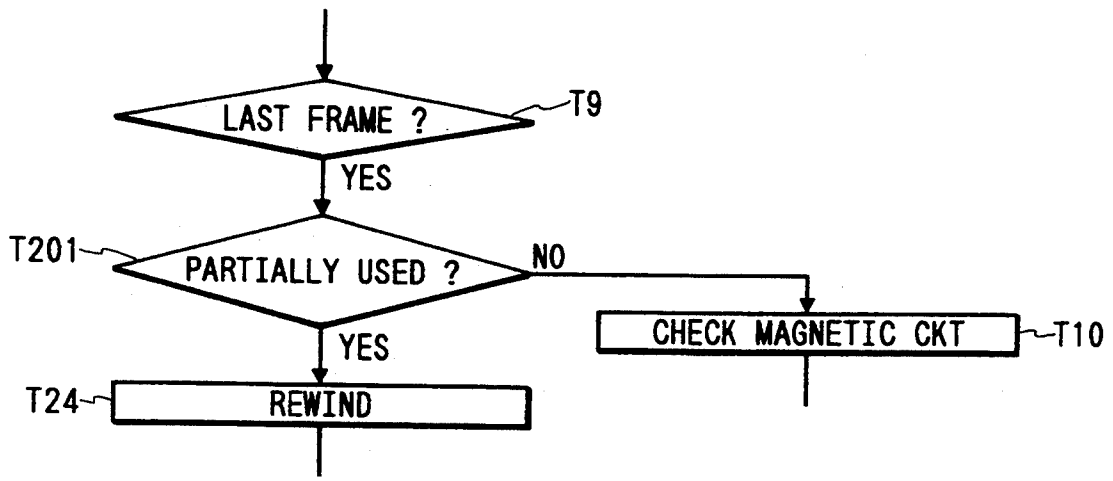 LAST FRAME ?
T9
YES
T201
PARTIALLY USED ?
NO
CHECK MAGNETIC CKT
T10
YES
T24
REWIND